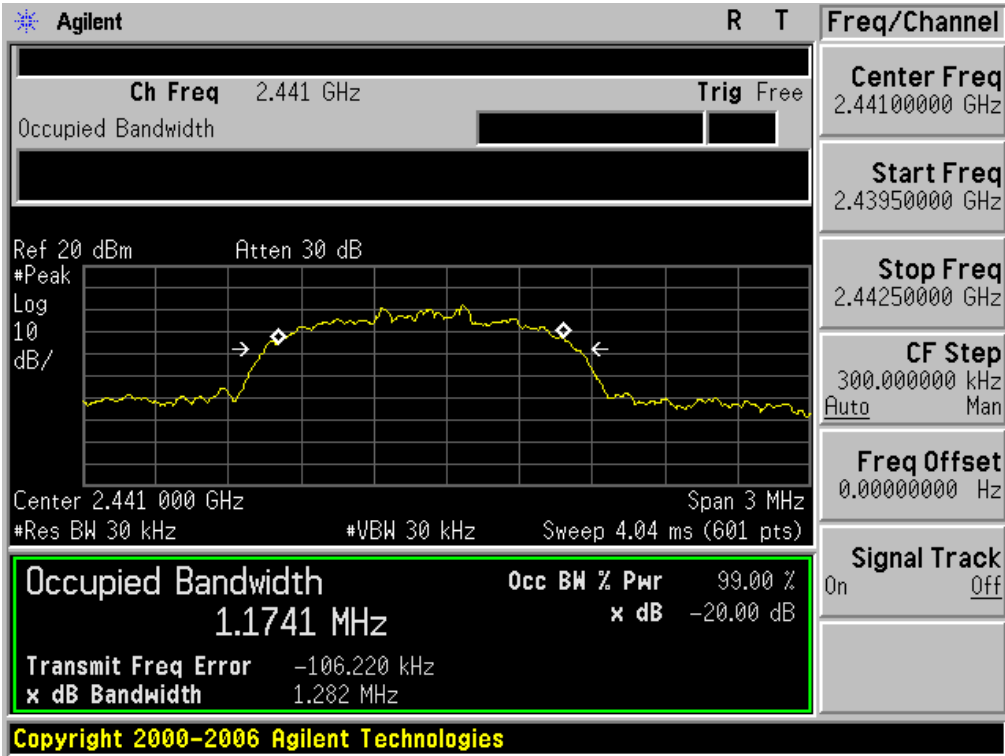 Agilent R T
Ch Freq 2.441 GHz Trig Free
Occupied Bandwidth
Ref 20 dBm Atten 30 dB
#Peak
Log
10
dB/
Center 2.441 000 GHz Span 3 MHz
#Res BW 30 kHz #VBW 30 kHz Sweep 4.04 ms (601 pts)
Occupied Bandwidth
1.1741 MHz
Occ BW % Pwr 99.00 %
x dB -20.00 dB
Transmit Freq Error -106.220 kHz
x dB Bandwidth 1.282 MHz
Copyright 2000-2006 Agilent Technologies
Freq/Channel
Center Freq
2.44100000 GHz
Start Freq
2.43950000 GHz
Stop Freq
2.44250000 GHz
CF Step
300.000000 kHz
Auto Man
Freq Offset
0.00000000 Hz
Signal Track
On Off